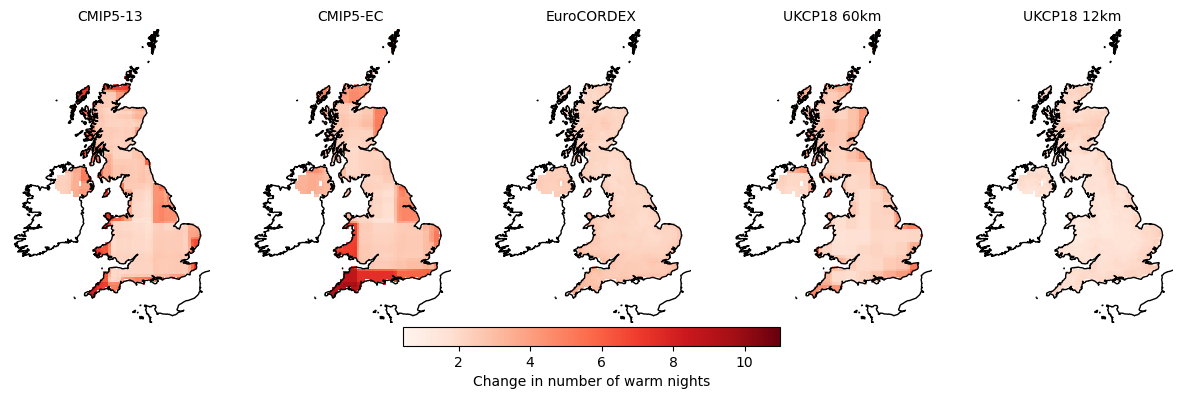 CMIP5-13 CMIP5-EC EuroCORDEX UKCP18 60km UKCP18 12km
2 4 6 8 10
Change in number of warm nights